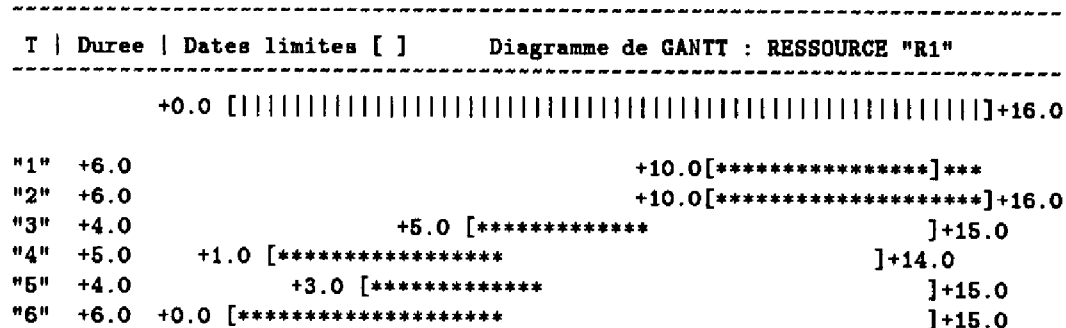 T | Duree | Dates limites [ ] Diagramme de GANTT : RESSOURCE "R1"
+0.0 [||||||||||||||||||||||||||||||||||||||||||||||||||||||||]+16.0
"1" +6.0 +10.0[****************]***
"2" +6.0 +10.0[********************]+16.0
"3" +4.0 +5.0 [************* ]+15.0
"4" +5.0 +1.0 [***************** ]+14.0
"5" +4.0 +3.0 [************* ]+15.0
"6" +6.0 +0.0 [******************** ]+15.0